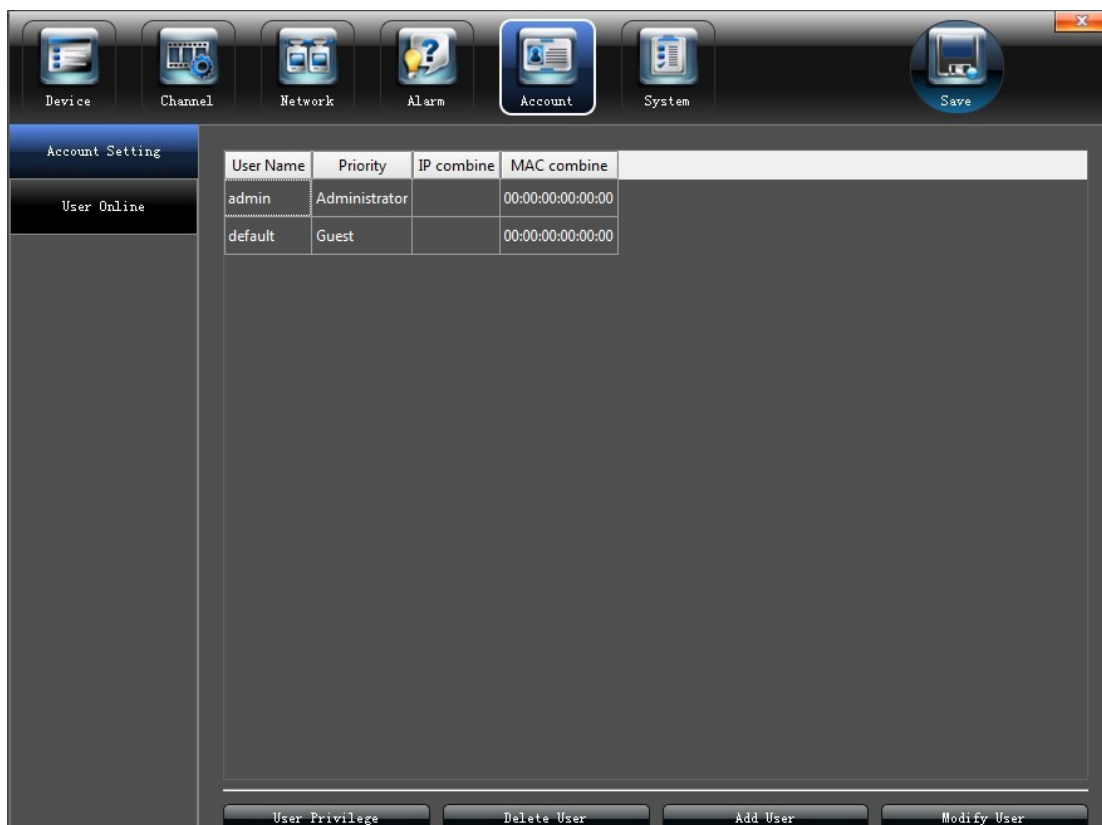 Device Channel Network Alarm Account System Save
Account Setting
User Online
User Name Priority IP combine MAC combine
admin Administrator 00:00:00:00:00:00
default Guest 00:00:00:00:00:00
User Privilege Delete User Add User Modify User